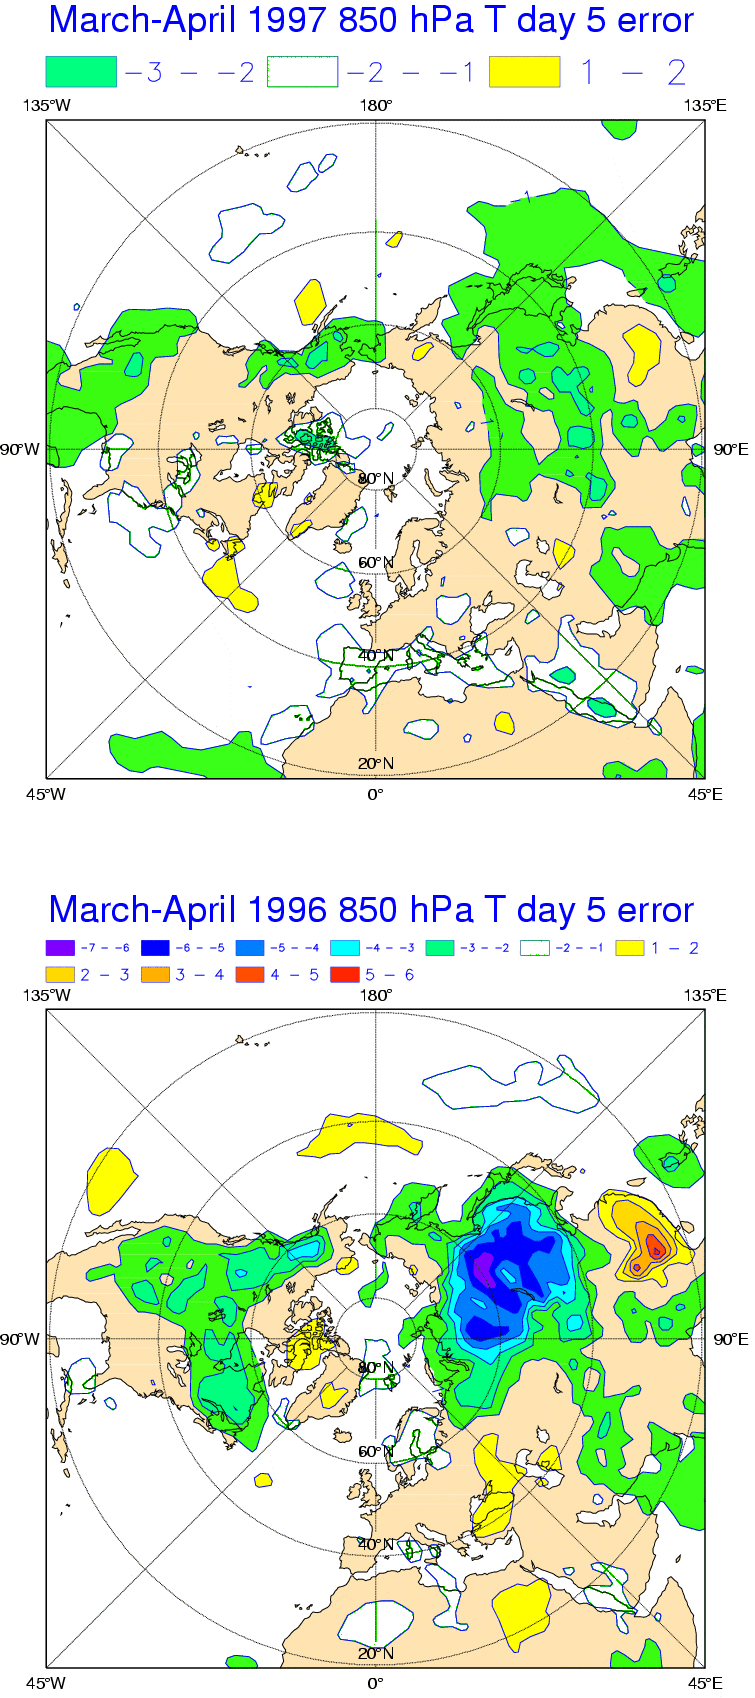 March-April 1997 850 hPa T day 5 error
-3 - -2 -2 - -1 1 - 2
135°W 180° 135°E
-1
90°W 90°E
80°N
60°N
40°N
20°N
45°W 0° 45°E
March-April 1996 850 hPa T day 5 error
-7 - -6 -6 - -5 -5 - -4 -4 - -3 -3 - -2 -2 - -1 1 - 2
2 - 3 3 - 4 4 - 5 5 - 6
135°W 180° 135°E
90°W 90°E
80°N
60°N
40°N
20°N
45°W 0° 45°E